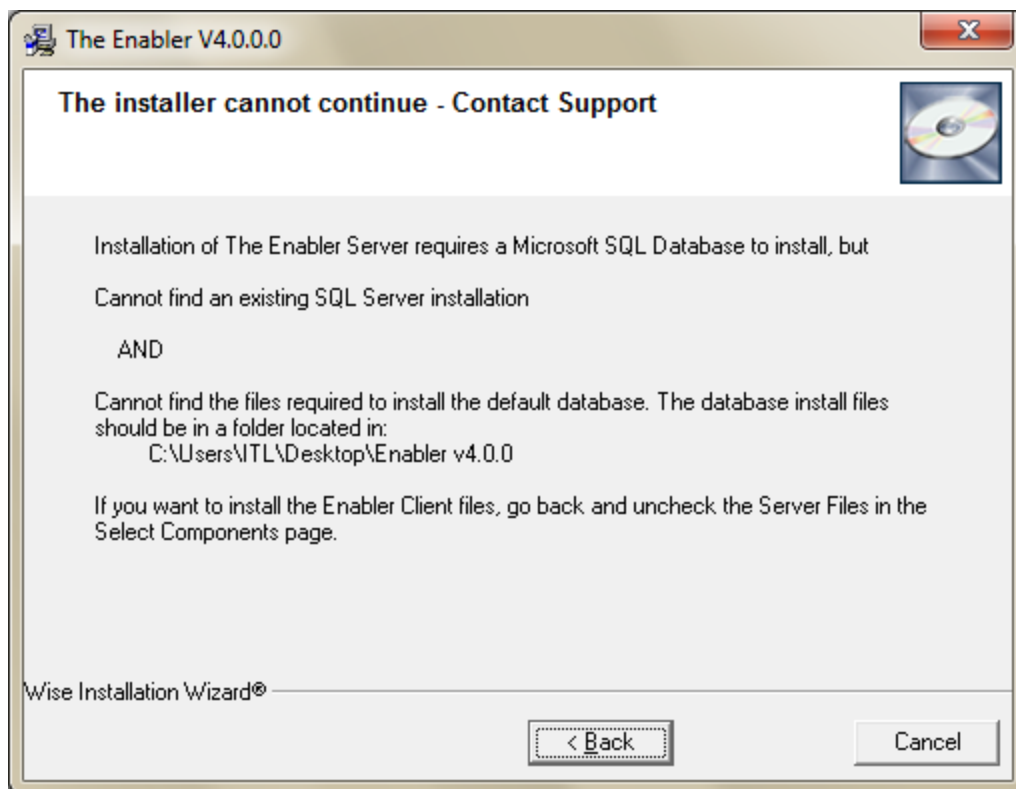 The Enabler V4.0.0.0
The installer cannot continue - Contact Support
Installation of The Enabler Server requires a Microsoft SQL Database to install, but
Cannot find an existing SQL Server installation
AND
Cannot find the files required to install the default database. The database install files
should be in a folder located in:
C:\Users\ITL\Desktop\Enabler v4.0.0
If you want to install the Enabler Client files, go back and uncheck the Server Files in the
Select Components page.
Wise Installation Wizard®
< Back
Cancel